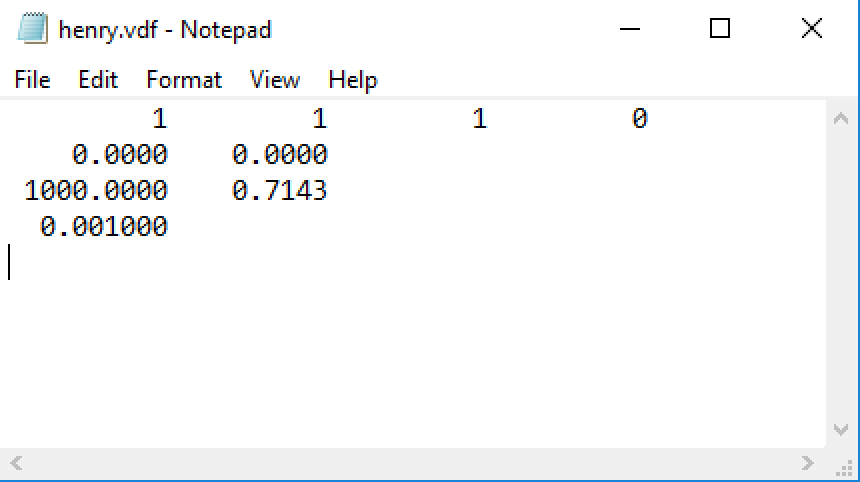 henry.vdf - Notepad
File Edit Format View Help
1 1 1 0
0.0000 0.0000
1000.0000 0.7143
0.001000